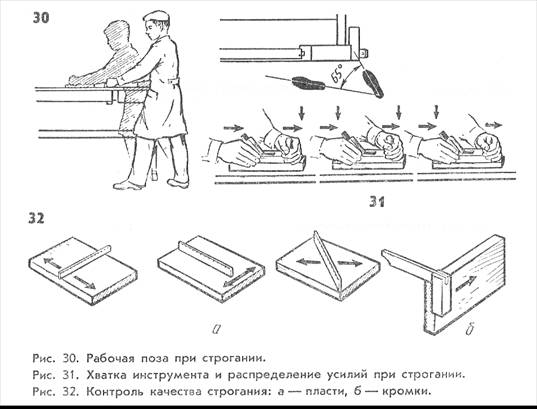 30
65°
31
32
а
б
Рис. 30. Рабочая поза при строгании.
Рис. 31. Хватка инструмента и распределение усилий при строгании.
Рис. 32. Контроль качества строгания: а — пласти, б — кромки.